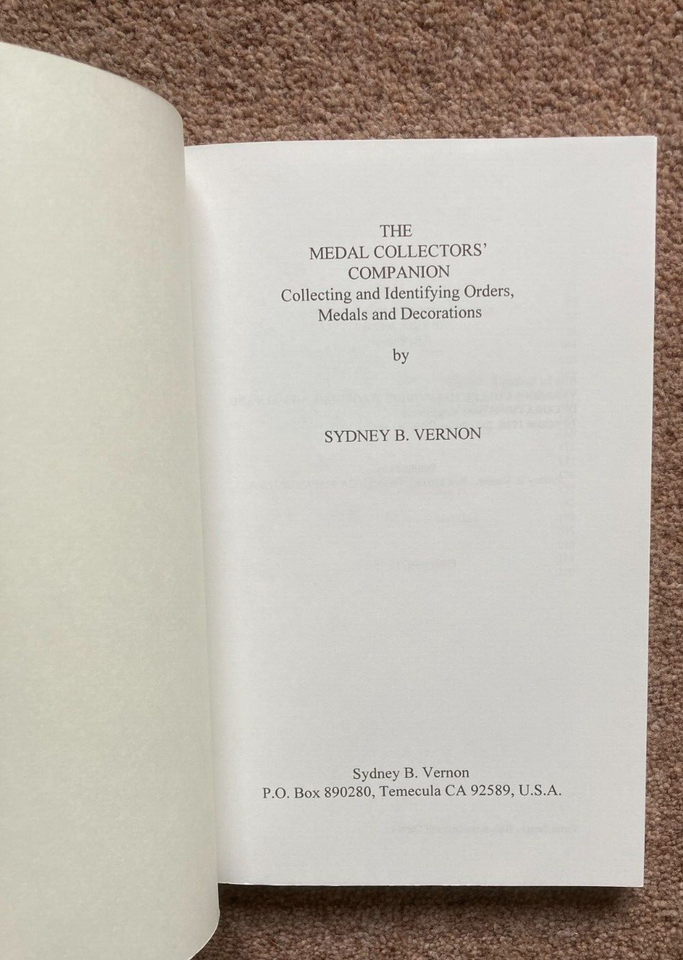 THE
MEDAL COLLECTORS'
COMPANION
Collecting and Identifying Orders,
Medals and Decorations
by
SYDNEY B. VERNON
Sydney B. Vernon
P.O. Box 890280, Temecula CA 92589, U.S.A.